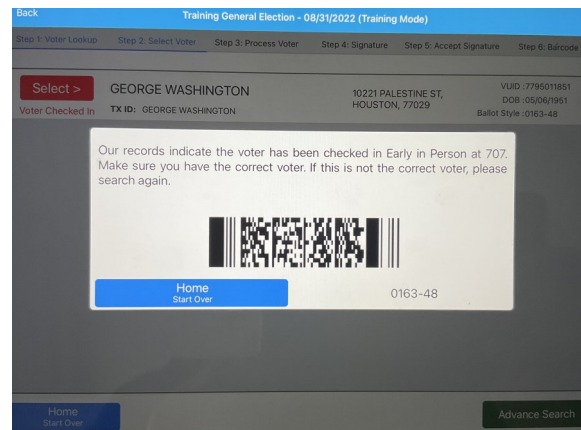 Back
Training General Election - 08/31/2022 (Training Mode)
Step 1: Voter Lookup Step 2: Select Voter Step 3: Process Voter Step 4: Signature Step 5: Accept Signature Step 6: Barcode
Select >
Voter Checked In
GEORGE WASHINGTON
TX ID: GEORGE WASHINGTON
10221 PALESTINE ST,
HOUSTON, 77029
VUID :7795011851
DOB :05/06/1951
Ballot Style :0163-48
Our records indicate the voter has been checked in Early in Person at 707.
Make sure you have the correct voter. If this is not the correct voter, please
search again.
Home
Start Over
0163-48
Home
Start Over
Advance Search